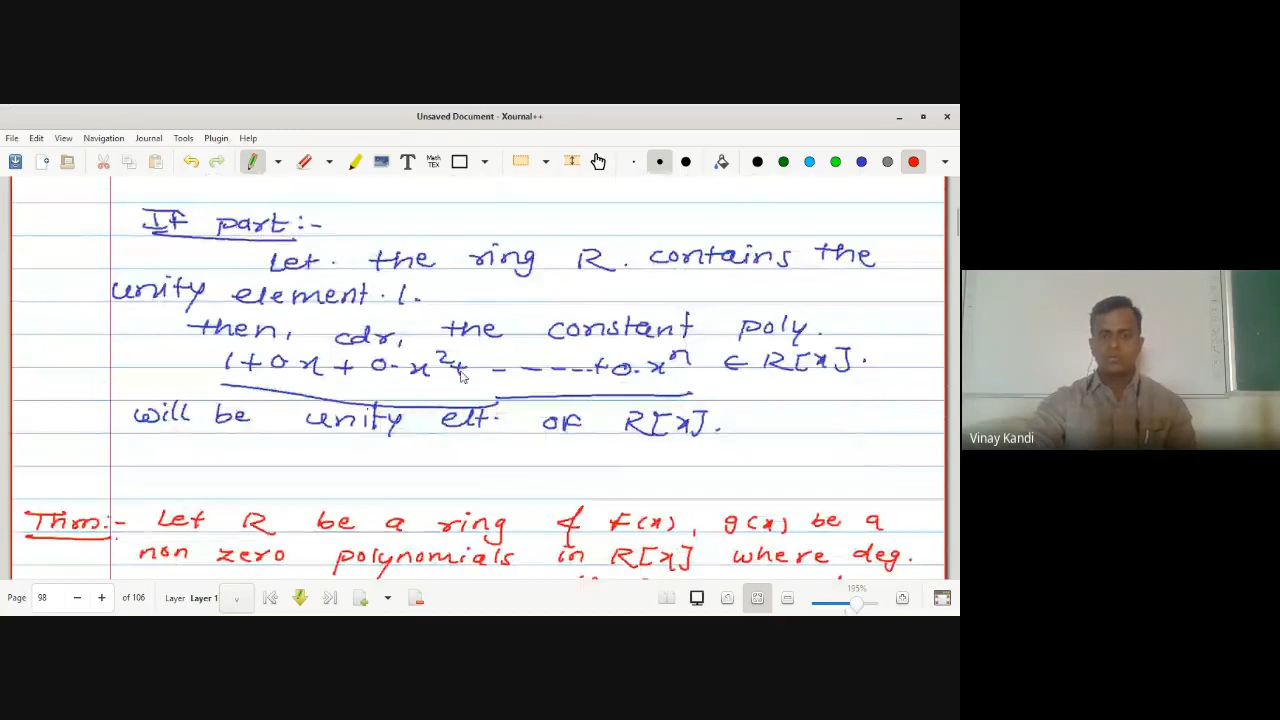 Unsaved Document - Xournal++
File Edit View Navigation Journal Tools Plugin Help
If part:-
Let the ring R. contains the
unity element. 1.
then, cdr, the constant poly.
1+0x+0.x²+ - - - - - +0.xⁿ ∈ R[x].
will be unity elt. of R[x].
Thm:- Let R be a ring & f(x), g(x) be a
non zero polynomials in R[x] where deg.
Page 98 of 106 Layer Layer 1 195%
Vinay Kandi